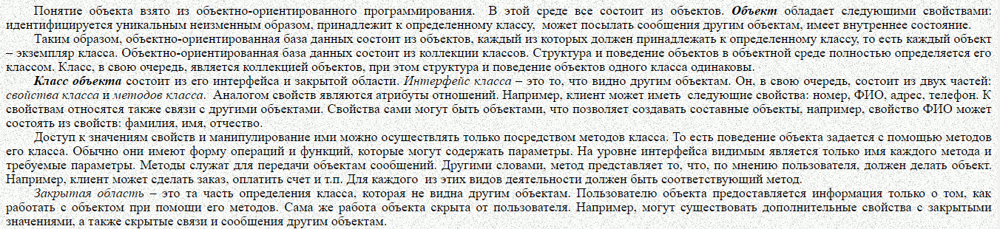 Понятие объекта взято из объектно-ориентированного программирования. В этой среде все состоит из объектов. Объект обладает следующими свойствами:
идентифицируется уникальным неизменным образом, принадлежит к определенному классу, может посылать сообщения другим объектам, имеет внутреннее состояние.
Таким образом, объектно-ориентированная база данных состоит из объектов, каждый из которых должен принадлежать к определенному классу, то есть каждый объект
– экземпляр класса. Объектно-ориентированная база данных состоит из коллекции классов. Структура и поведение объектов в объектной среде полностью определяется его
классом. Класс, в свою очередь, является коллекцией объектов, при этом структура и поведение объектов одного класса одинаковы.
Класс объекта состоит из его интерфейса и закрытой области. Интерфейс класса – это то, что видно другим объектам. Он, в свою очередь, состоит из двух частей:
свойства класса и методов класса. Аналогом свойств являются атрибуты отношений. Например, клиент может иметь следующие свойства: номер, ФИО, адрес, телефон. К
свойствам относятся также связи с другими объектами. Свойства сами могут быть объектами, что позволяет создавать составные объекты, например, свойство ФИО может
состоять из свойств: фамилия, имя, отчество.
Доступ к значениям свойств и манипулирование ими можно осуществлять только посредством методов класса. То есть поведение объекта задается с помощью методов
его класса. Обычно они имеют форму операций и функций, которые могут содержать параметры. На уровне интерфейса видимым является только имя каждого метода и
требуемые параметры. Методы служат для передачи объектам сообщений. Другими словами, метод представляет то, что, по мнению пользователя, должен делать объект.
Например, клиент может сделать заказ, оплатить счет и т.п. Для каждого из этих видов деятельности должен быть соответствующий метод.
Закрытая область – это та часть определения класса, которая не видна другим объектам. Пользователю объекта предоставляется информация только о том, как
работать с объектом при помощи его методов. Сама же работа объекта скрыта от пользователя. Например, могут существовать дополнительные свойства с закрытыми
значениями, а также скрытые связи и сообщения другим объектам.